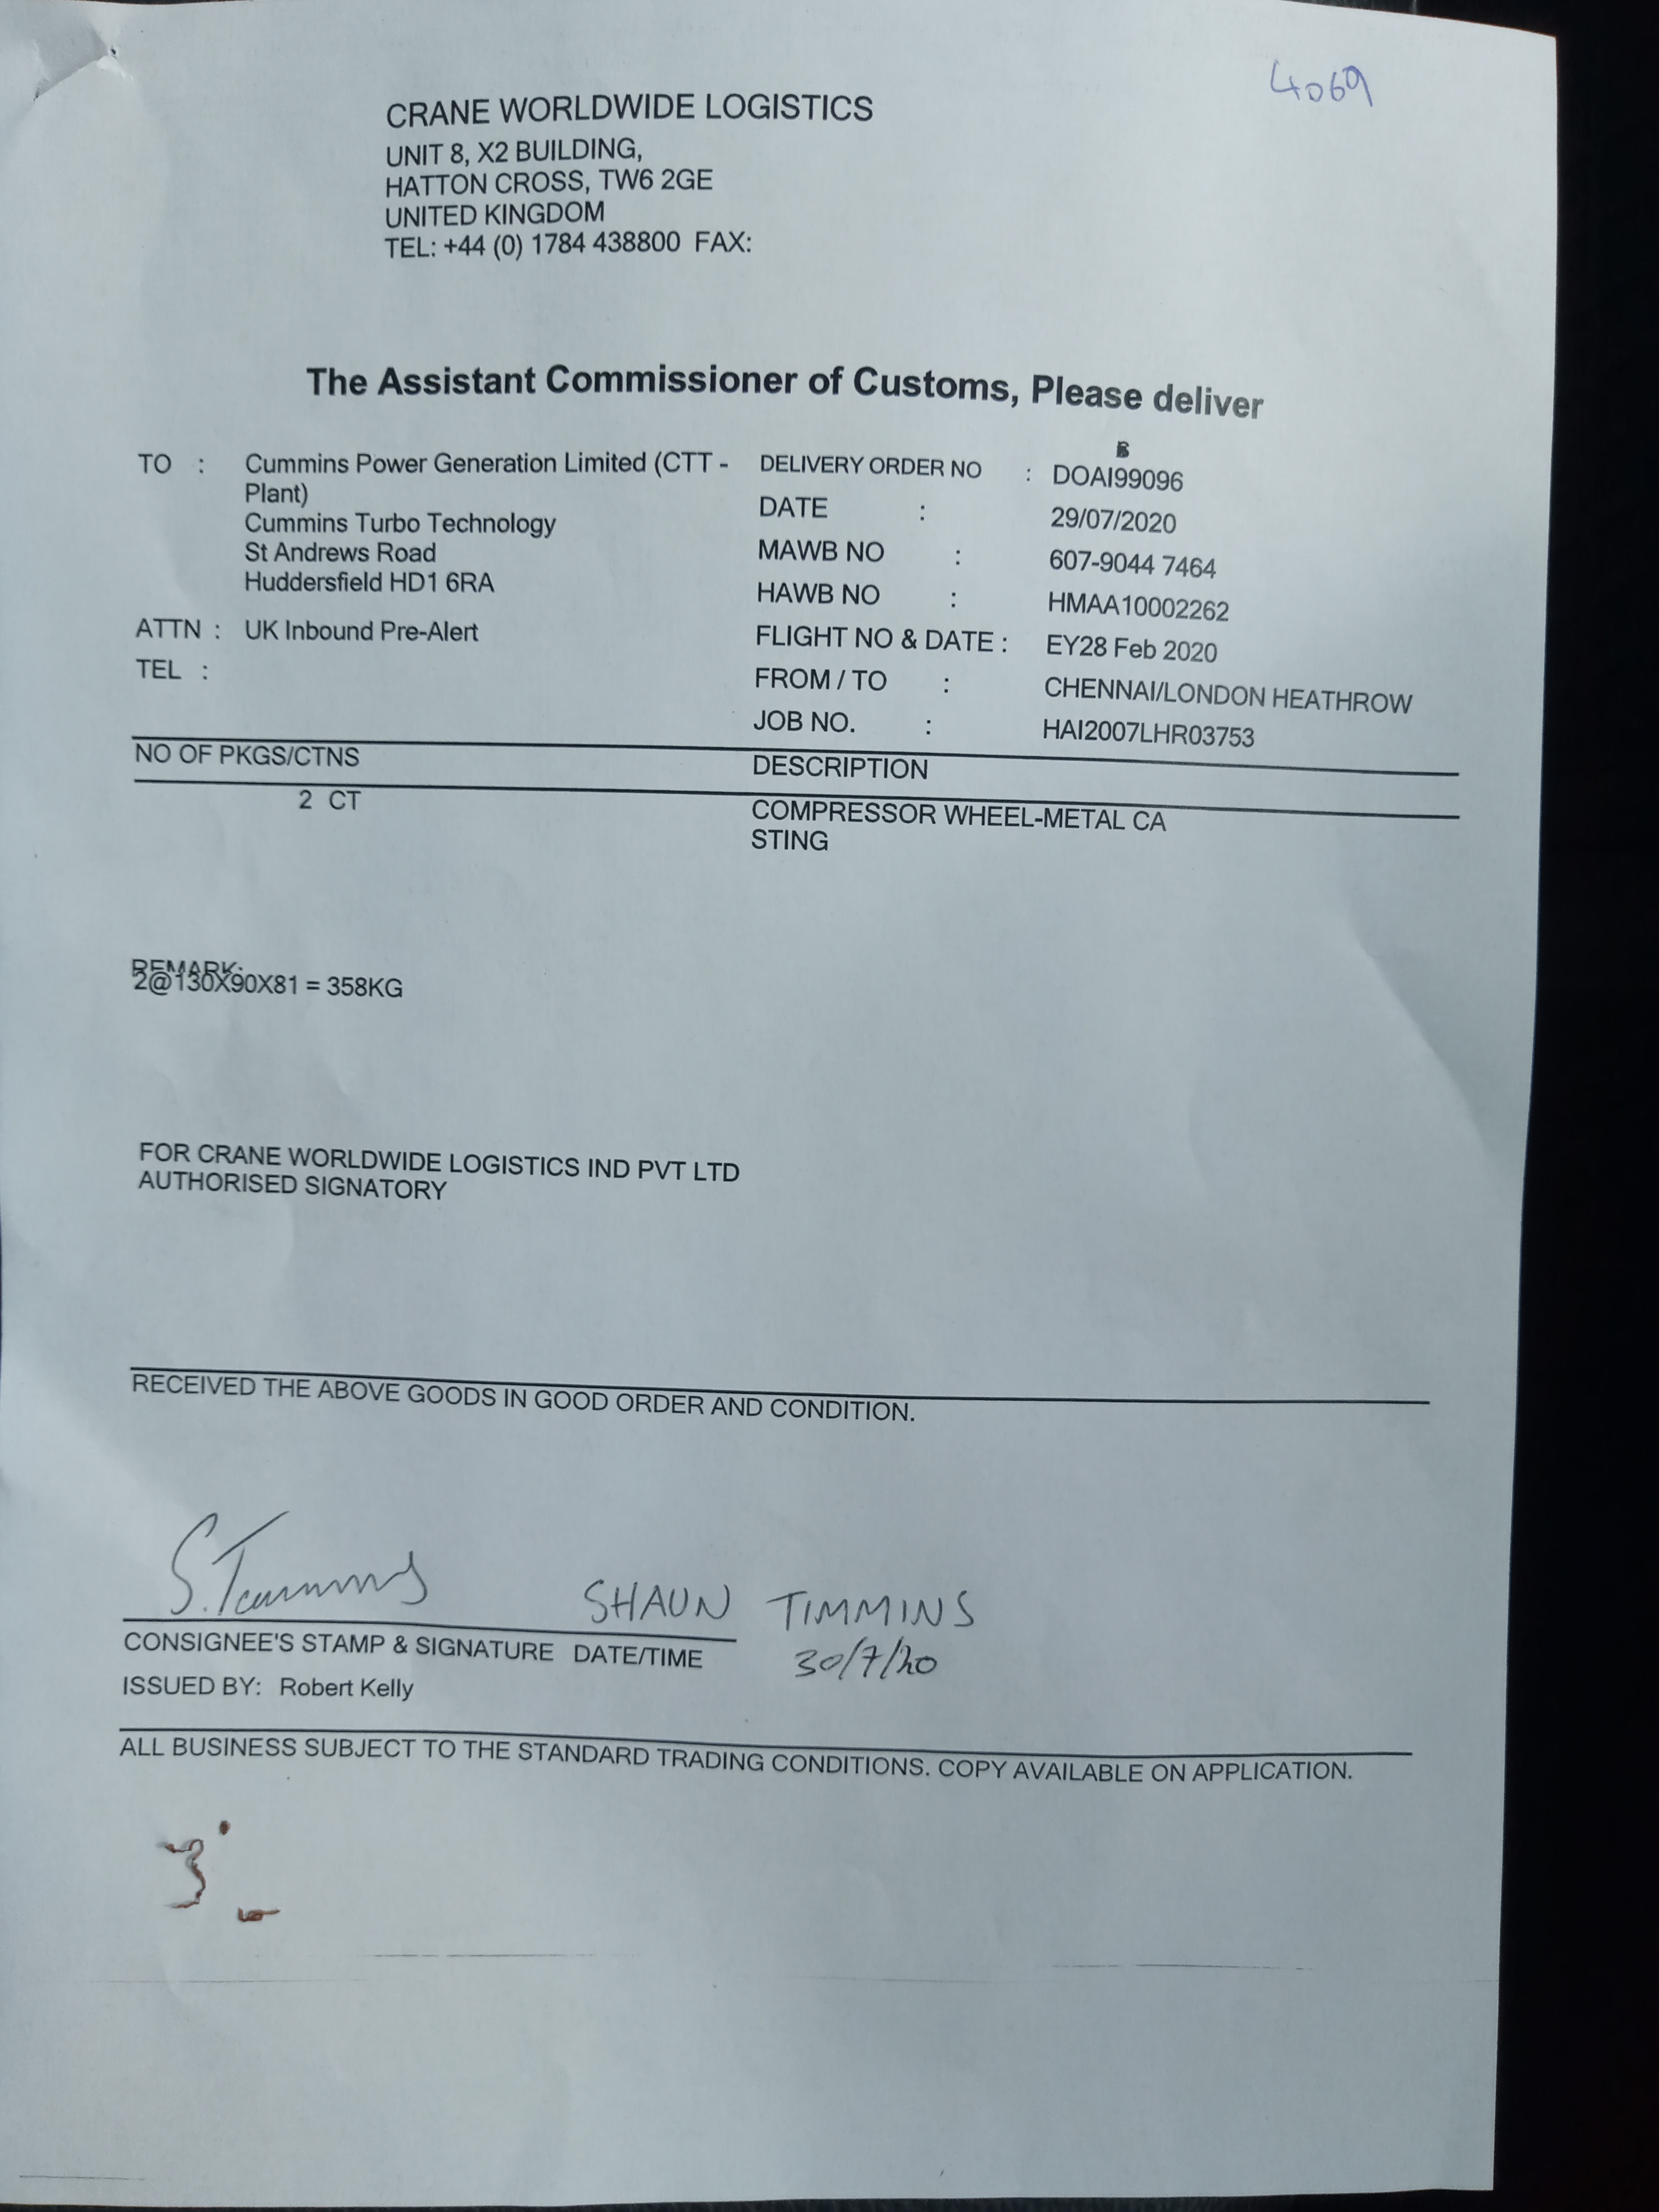 4069
CRANE WORLDWIDE LOGISTICS
UNIT 8, X2 BUILDING,
HATTON CROSS, TW6 2GE
UNITED KINGDOM
TEL: +44 (0) 1784 438800 FAX:
The Assistant Commissioner of Customs, Please deliver
TO : Cummins Power Generation Limited (CTT -
Plant)
Cummins Turbo Technology
St Andrews Road
Huddersfield HD1 6RA
ATTN : UK Inbound Pre-Alert
TEL :
DELIVERY ORDER NO : DOAI99096
DATE : 29/07/2020
MAWB NO : 607-9044 7464
HAWB NO : HMAA10002262
FLIGHT NO & DATE : EY28 Feb 2020
FROM / TO : CHENNAI/LONDON HEATHROW
JOB NO. : HAI2007LHR03753
NO OF PKGS/CTNS DESCRIPTION
2 CT COMPRESSOR WHEEL-METAL CA
STING
REMARK:
2@130X90X81 = 358KG
FOR CRANE WORLDWIDE LOGISTICS IND PVT LTD
AUTHORISED SIGNATORY
RECEIVED THE ABOVE GOODS IN GOOD ORDER AND CONDITION.
S. Timmins SHAUN TIMMINS
CONSIGNEE'S STAMP & SIGNATURE DATE/TIME 30/7/20
ISSUED BY: Robert Kelly
ALL BUSINESS SUBJECT TO THE STANDARD TRADING CONDITIONS. COPY AVAILABLE ON APPLICATION.